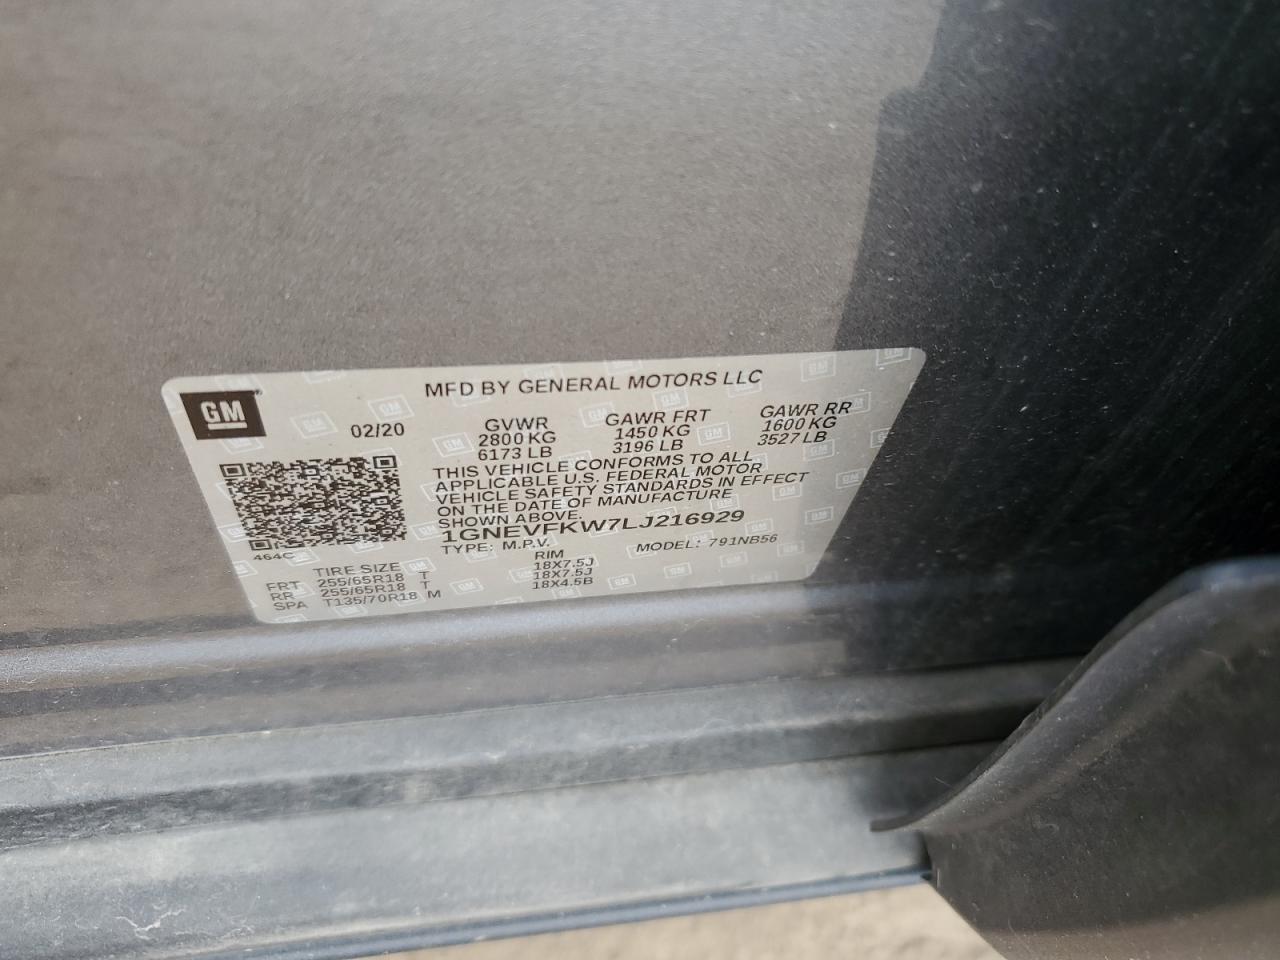 MFD BY GENERAL MOTORS LLC
GM
02/20
GVWR GAWR FRT GAWR RR
2800 KG 1450 KG 1600 KG
6173 LB 3196 LB 3527 LB
THIS VEHICLE CONFORMS TO ALL
APPLICABLE U.S. FEDERAL MOTOR
VEHICLE SAFETY STANDARDS IN EFFECT
ON THE DATE OF MANUFACTURE
SHOWN ABOVE.
1GNEVFKW7LJ216929
TYPE: M.P.V. MODEL: 791NB56
464C
TIRE SIZE RIM
FRT 255/65R18 T 18X7.5J
RR 255/65R18 T 18X7.5J
SPA T135/70R18 M 18X4.5B